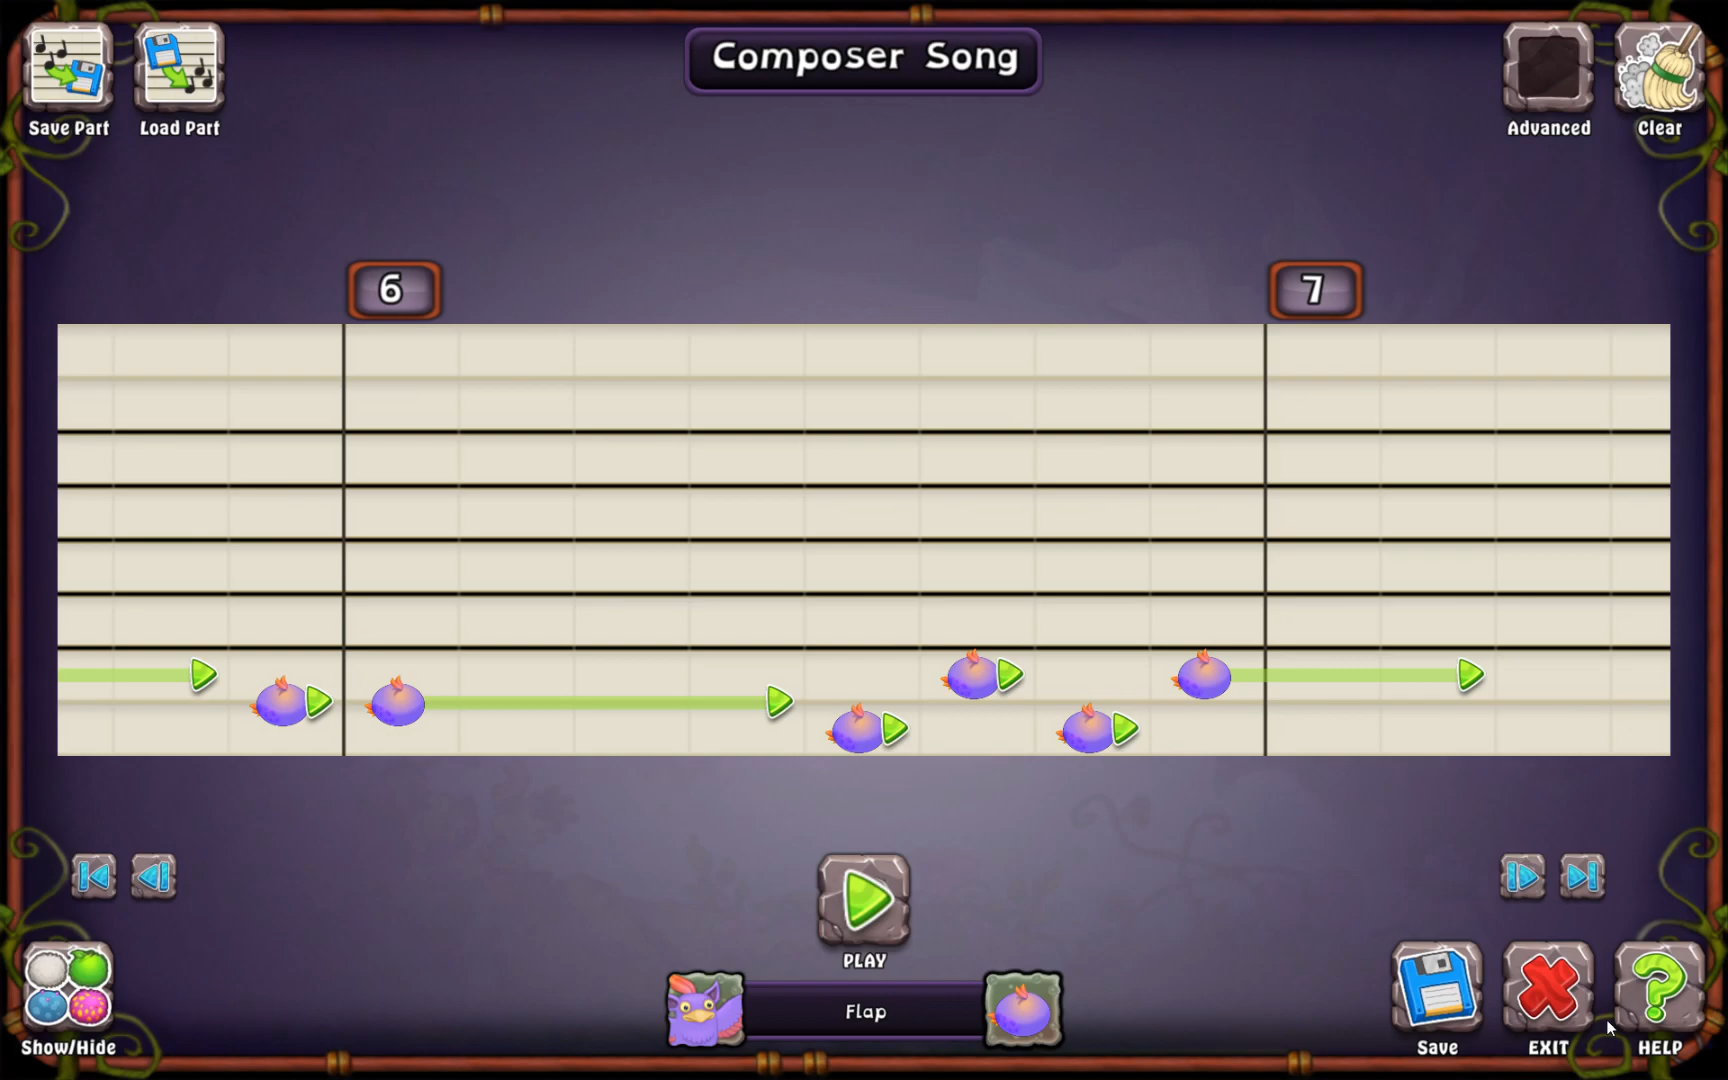 Composer Song
Save Part
Load Part
Advanced
Clear
6
7
PLAY
Flap
Show/Hide
Save
EXIT
HELP